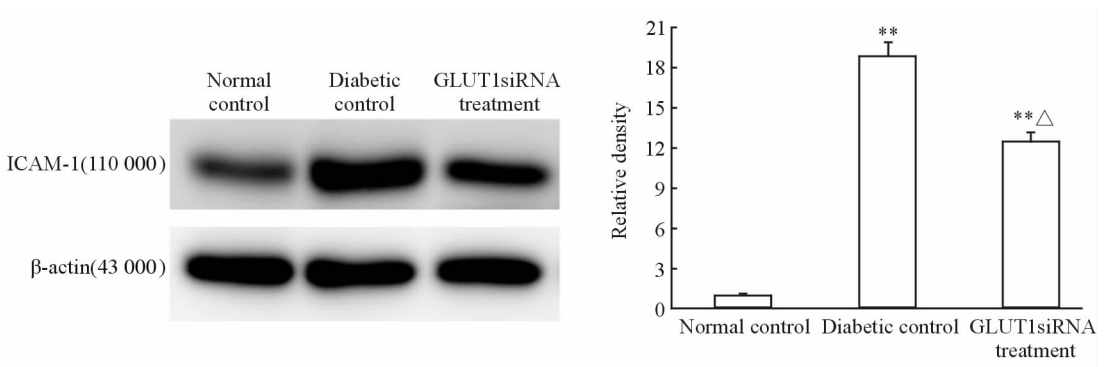 Normal
control
Diabetic
control
GLUT1siRNA
treatment
ICAM-1(110 000)
β-actin(43 000)
Relative density
21
18
15
12
9
6
3
0
**
**△
Normal control
Diabetic control
GLUT1siRNA
treatment